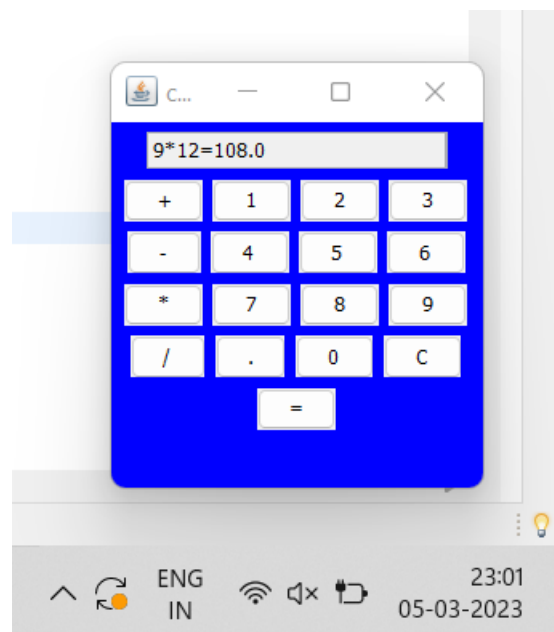 C...
9*12=108.0
+ 1 2 3
- 4 5 6
* 7 8 9
/ . 0 C
=
ENG
IN
23:01
05-03-2023